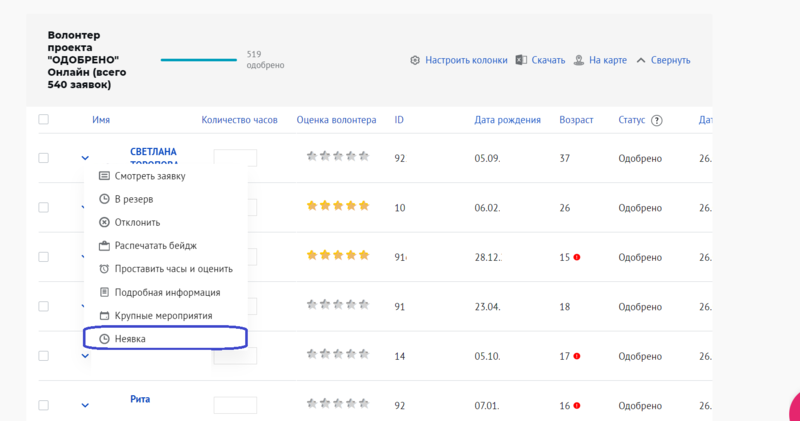 Волонтер
проекта
"ОДОБРЕНО"
Онлайн (всего
540 заявок)
519
одобрено
Настроить колонки
Скачать
На карте
Свернуть
Имя Количество часов Оценка волонтера ID Дата рождения Возраст Статус ? Дат
СВЕТЛАНА
92 05.09. 37 Одобрено 26.
Смотреть заявку
В резерв
10 06.02. 26 Одобрено 26.
Отклонить
Распечатать бейдж
91 28.12. 15 Одобрено 26.
Проставить часы и оценить
Подробная информация
91 23.04. 18 Одобрено 26.
Крупные мероприятия
Неявка
14 05.10. 17 Одобрено 26.
Рита
92 07.01. 16 Одобрено 26.